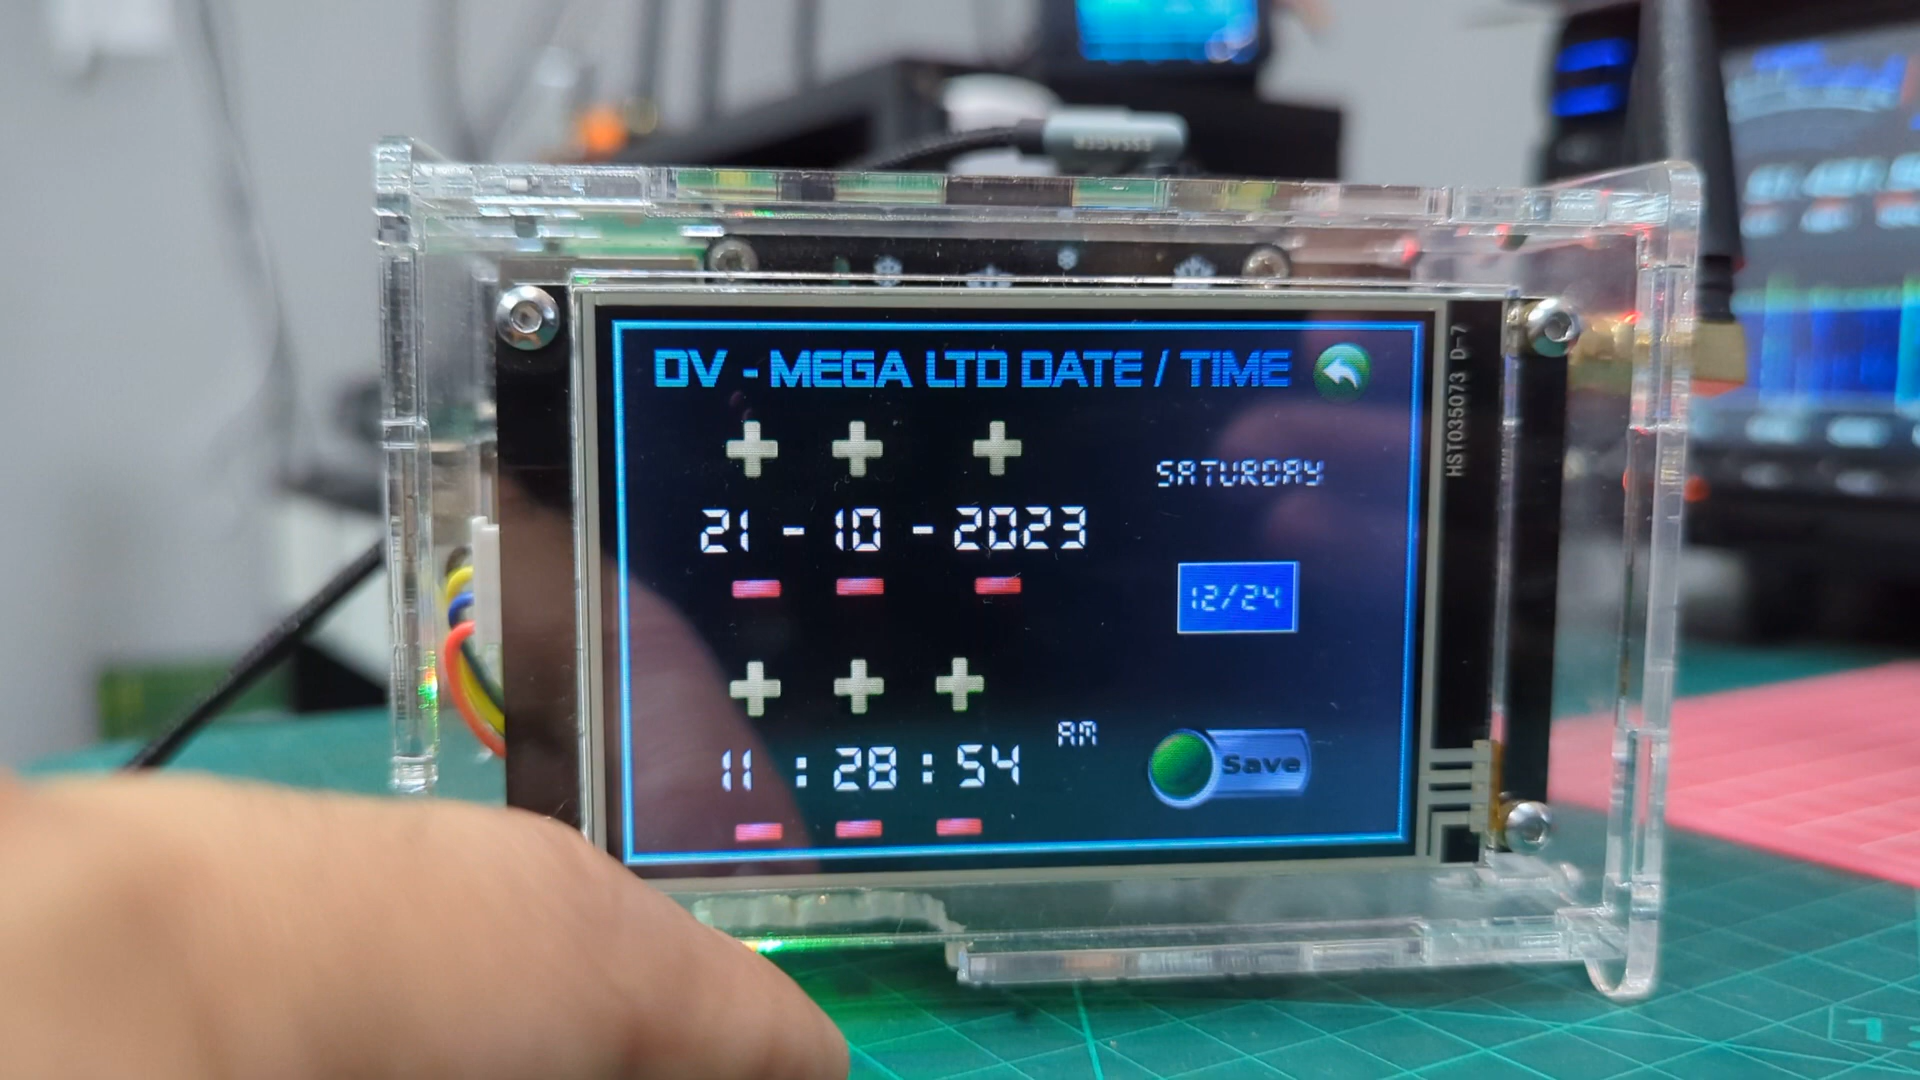 DV - MEGA LTD DATE / TIME
SATURDAY
21 - 10 - 2023
12/24
11 : 28 : 54 AM
Save
HST035073 D-7